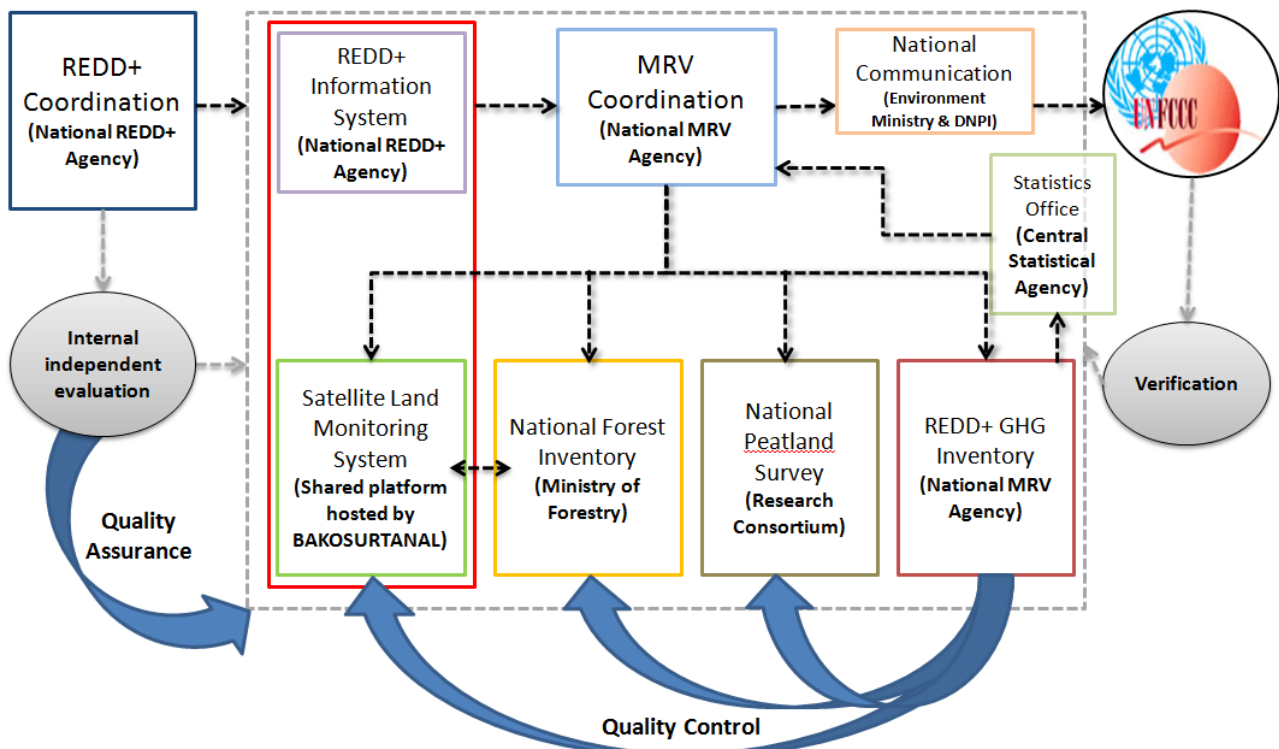 REDD+
Coordination
(National REDD+
Agency)
REDD+
Information
System
(National REDD+
Agency)
MRV
Coordination
(National MRV
Agency)
National
Communication
(Environment
Ministry & DNPI)
UNFCCC
Statistics
Office
(Central
Statistical
Agency)
Internal
independent
evaluation
Satellite Land
Monitoring
System
(Shared platform
hosted by
BAKOSURTANAL)
National Forest
Inventory
(Ministry of
Forestry)
National
Peatland
Survey
(Research
Consortium)
REDD+ GHG
Inventory
(National MRV
Agency)
Verification
Quality
Assurance
Quality Control